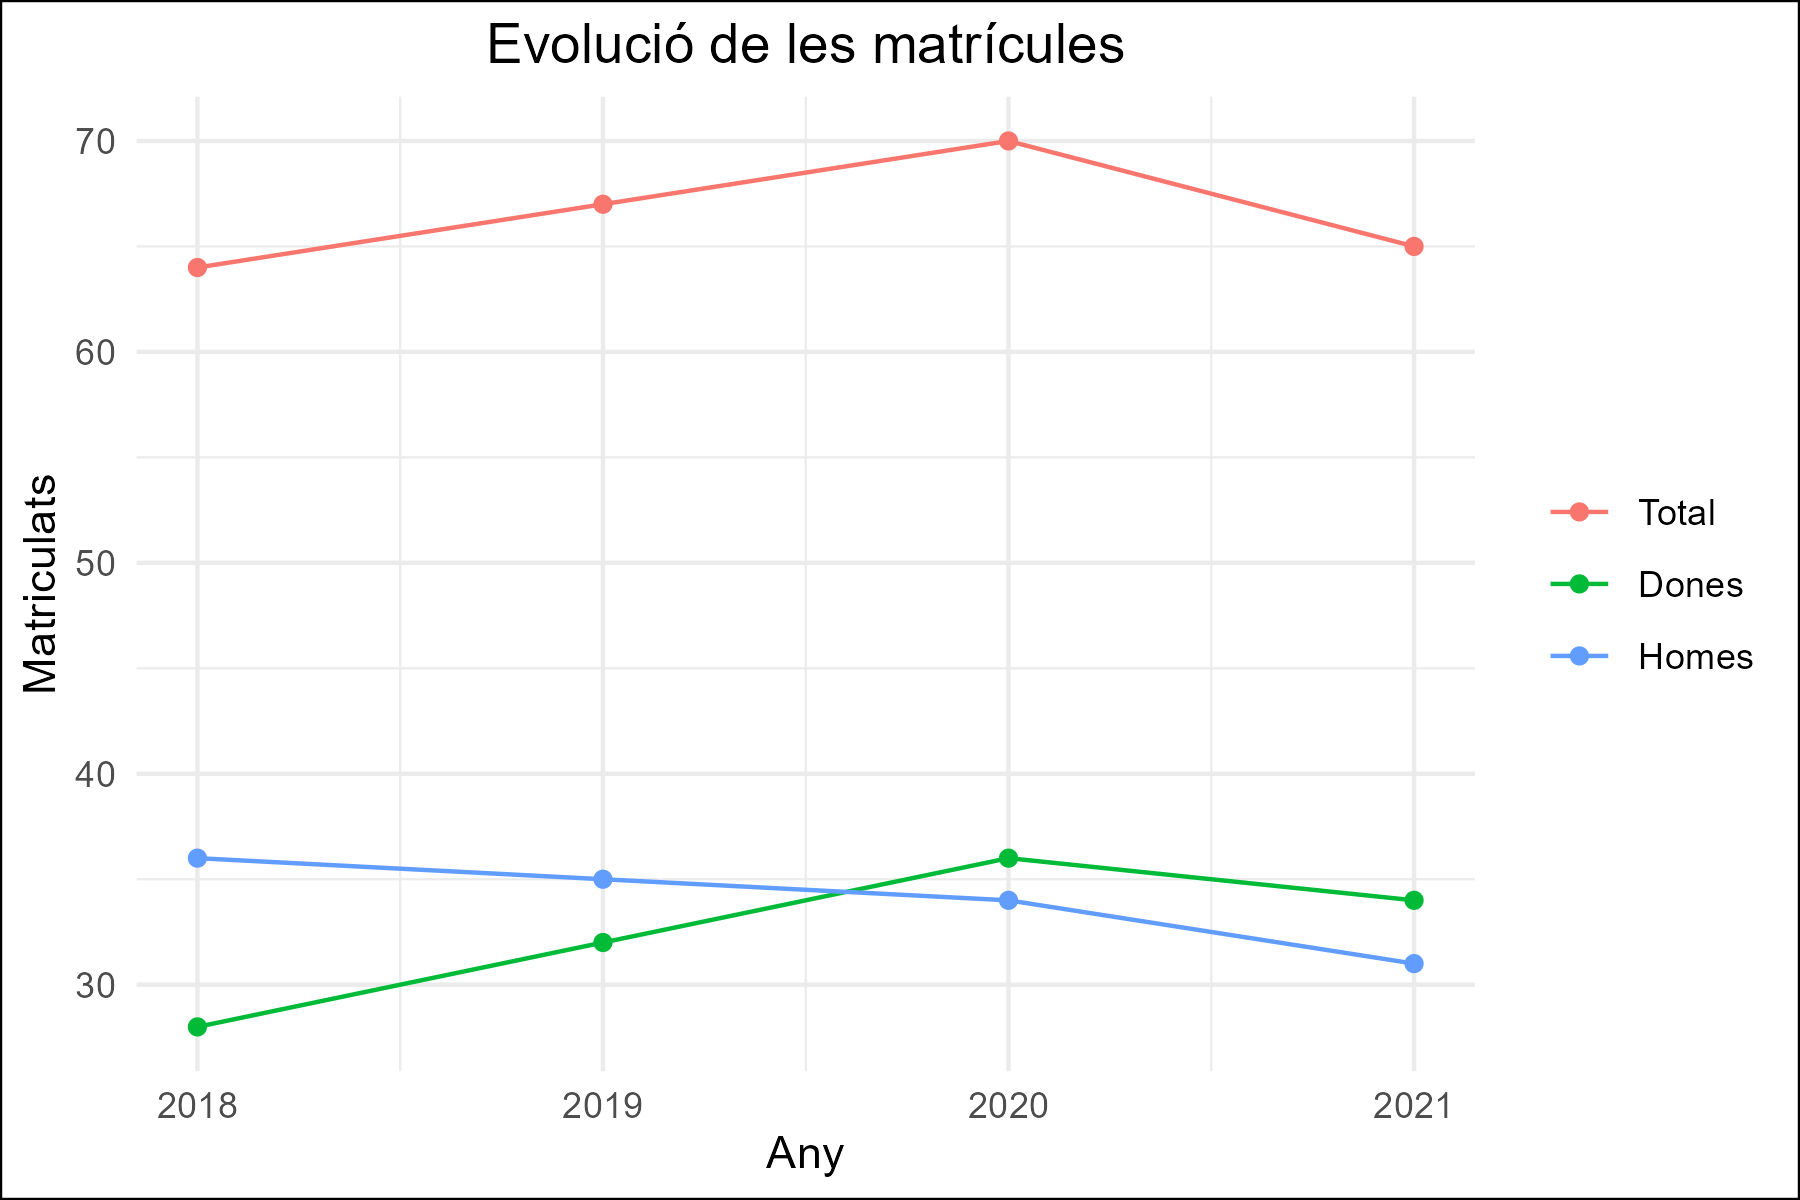 Evolució de les matrícules
70
60
50
40
30
Matriculats
2018
2019
2020
2021
Any
Total
Dones
Homes